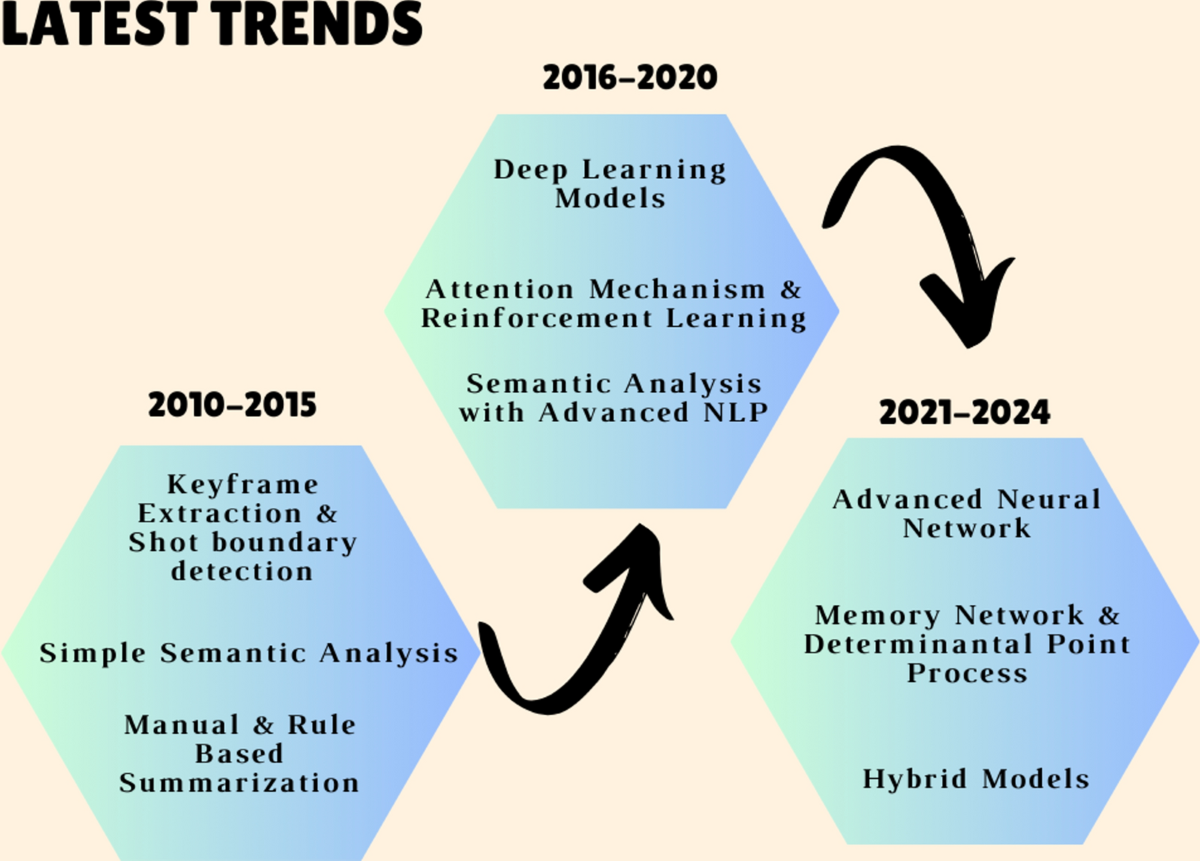 LATEST TRENDS
2010–2015
Keyframe
Extraction &
Shot boundary
detection
Simple Semantic Analysis
Manual & Rule
Based
Summarization
2016–2020
Deep Learning
Models
Attention Mechanism &
Reinforcement Learning
Semantic Analysis
with Advanced NLP
2021–2024
Advanced Neural
Network
Memory Network &
Determinantal Point
Process
Hybrid Models